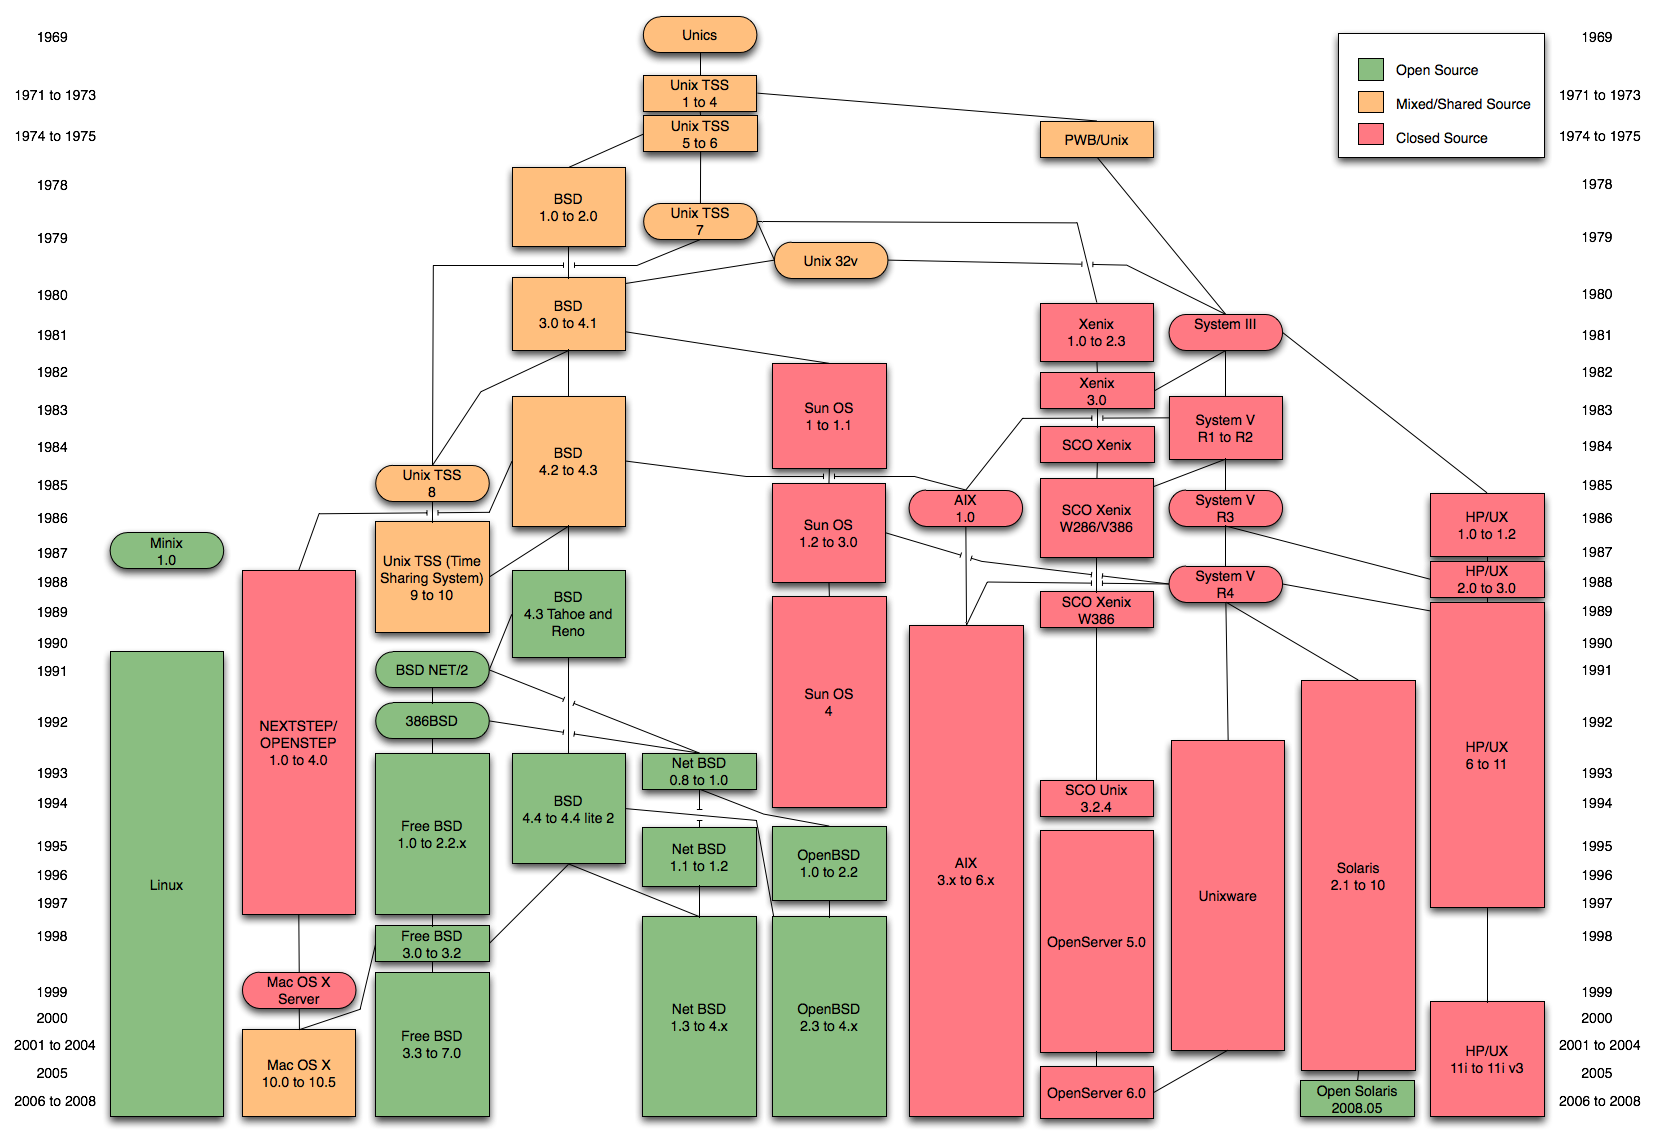 1969
1971 to 1973
1974 to 1975
1978
1979
1980
1981
1982
1983
1984
1985
1986
1987
1988
1989
1990
1991
1992
1993
1994
1995
1996
1997
1998
1999
2000
2001 to 2004
2005
2006 to 2008
Unics
Unix TSS
1 to 4
Unix TSS
5 to 6
PWB/Unix
BSD
1.0 to 2.0
Unix TSS
7
Unix 32v
BSD
3.0 to 4.1
Xenix
1.0 to 2.3
System III
Xenix
3.0
Sun OS
1 to 1.1
BSD
4.2 to 4.3
System V
R1 to R2
SCO Xenix
Unix TSS
8
AIX
1.0
SCO Xenix
W286/V386
System V
R3
HP/UX
1.0 to 1.2
Sun OS
1.2 to 3.0
Minix
1.0
Unix TSS (Time
Sharing System)
9 to 10
HP/UX
2.0 to 3.0
System V
R4
BSD
4.3 Tahoe and
Reno
SCO Xenix
W386
BSD NET/2
Sun OS
4
386BSD
NEXTSTEP/
OPENSTEP
1.0 to 4.0
HP/UX
6 to 11
Net BSD
0.8 to 1.0
SCO Unix
3.2.4
BSD
4.4 to 4.4 lite 2
Free BSD
1.0 to 2.2.x
Net BSD
1.1 to 1.2
OpenBSD
1.0 to 2.2
AIX
3.x to 6.x
Solaris
2.1 to 10
Linux
Unixware
Free BSD
3.0 to 3.2
OpenServer 5.0
Mac OS X
Server
Net BSD
1.3 to 4.x
OpenBSD
2.3 to 4.x
Free BSD
3.3 to 7.0
HP/UX
11i to 11i v3
Mac OS X
10.0 to 10.5
OpenServer 6.0
Open Solaris
2008.05
Open Source
Mixed/Shared Source
Closed Source
1969
1971 to 1973
1974 to 1975
1978
1979
1980
1981
1982
1983
1984
1985
1986
1987
1988
1989
1990
1991
1992
1993
1994
1995
1996
1997
1998
1999
2000
2001 to 2004
2005
2006 to 2008